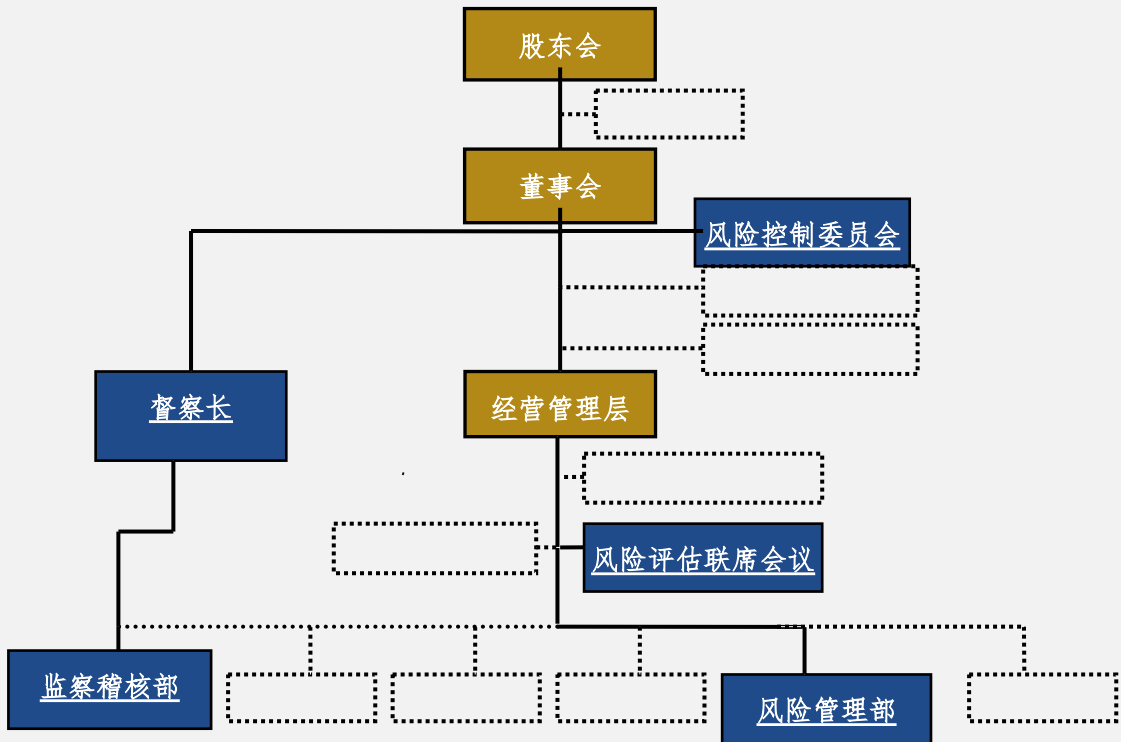 股东会
董事会
风险控制委员会
督察长
经营管理层
风险评估联席会议
监察稽核部
风险管理部